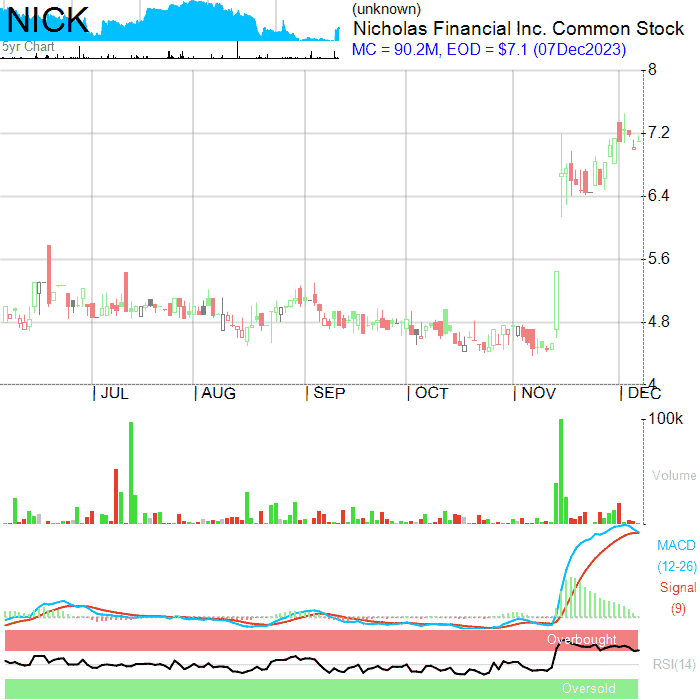 NICK
5yr Chart
(unknown)
Nicholas Financial Inc. Common Stock
MC = 90.2M, EOD = $7.1 (07Dec2023)
8
7.2
6.4
5.6
4.8
4
JUL AUG SEP OCT NOV DEC
100k
Volume
MACD
(12-26)
Signal
(9)
Overbought
RSI(14)
Oversold